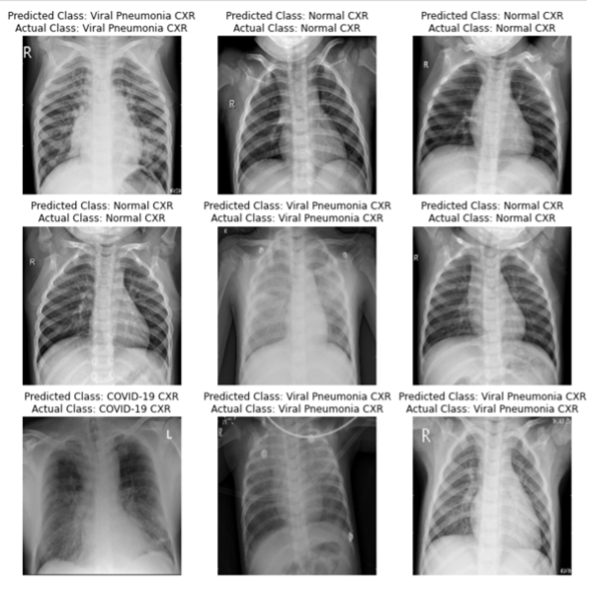 Predicted Class: Viral Pneumonia CXR
Actual Class: Viral Pneumonia CXR
R
Predicted Class: Normal CXR
Actual Class: Normal CXR
R
Predicted Class: Normal CXR
Actual Class: Normal CXR
R
Predicted Class: Normal CXR
Actual Class: Normal CXR
R
Predicted Class: Viral Pneumonia CXR
Actual Class: Viral Pneumonia CXR
Predicted Class: Normal CXR
Actual Class: Normal CXR
R
Predicted Class: COVID-19 CXR
Actual Class: COVID-19 CXR
L
Predicted Class: Viral Pneumonia CXR
Actual Class: Viral Pneumonia CXR
Predicted Class: Viral Pneumonia CXR
Actual Class: Viral Pneumonia CXR
R